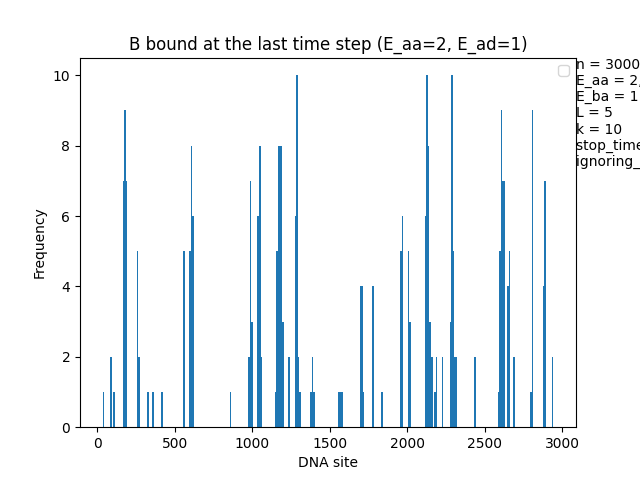 B bound at the last time step (E_aa=2, E_ad=1)
n = 3000
E_aa = 2,
E_ba = 1
L = 5
k = 10
stop_time
ignoring_
Frequency
10
8
6
4
2
0
0 500 1000 1500 2000 2500 3000
DNA site